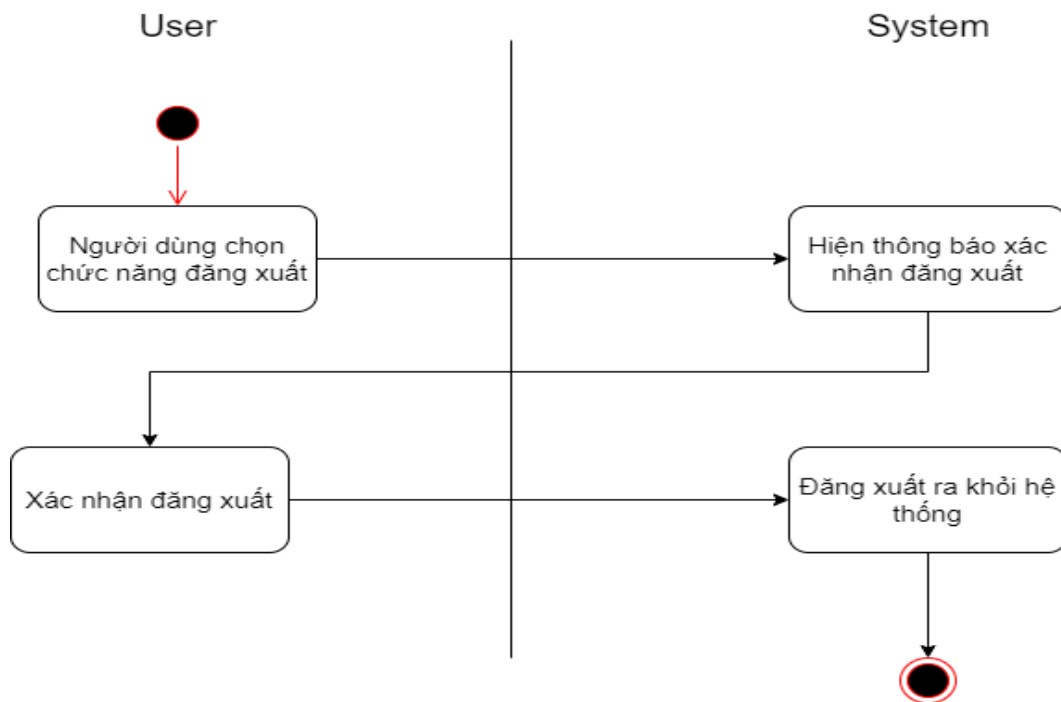 User
System
Người dùng chọn
chức năng đăng xuất
Hiện thông báo xác
nhận đăng xuất
Xác nhận đăng xuất
Đăng xuất ra khỏi hệ
thống